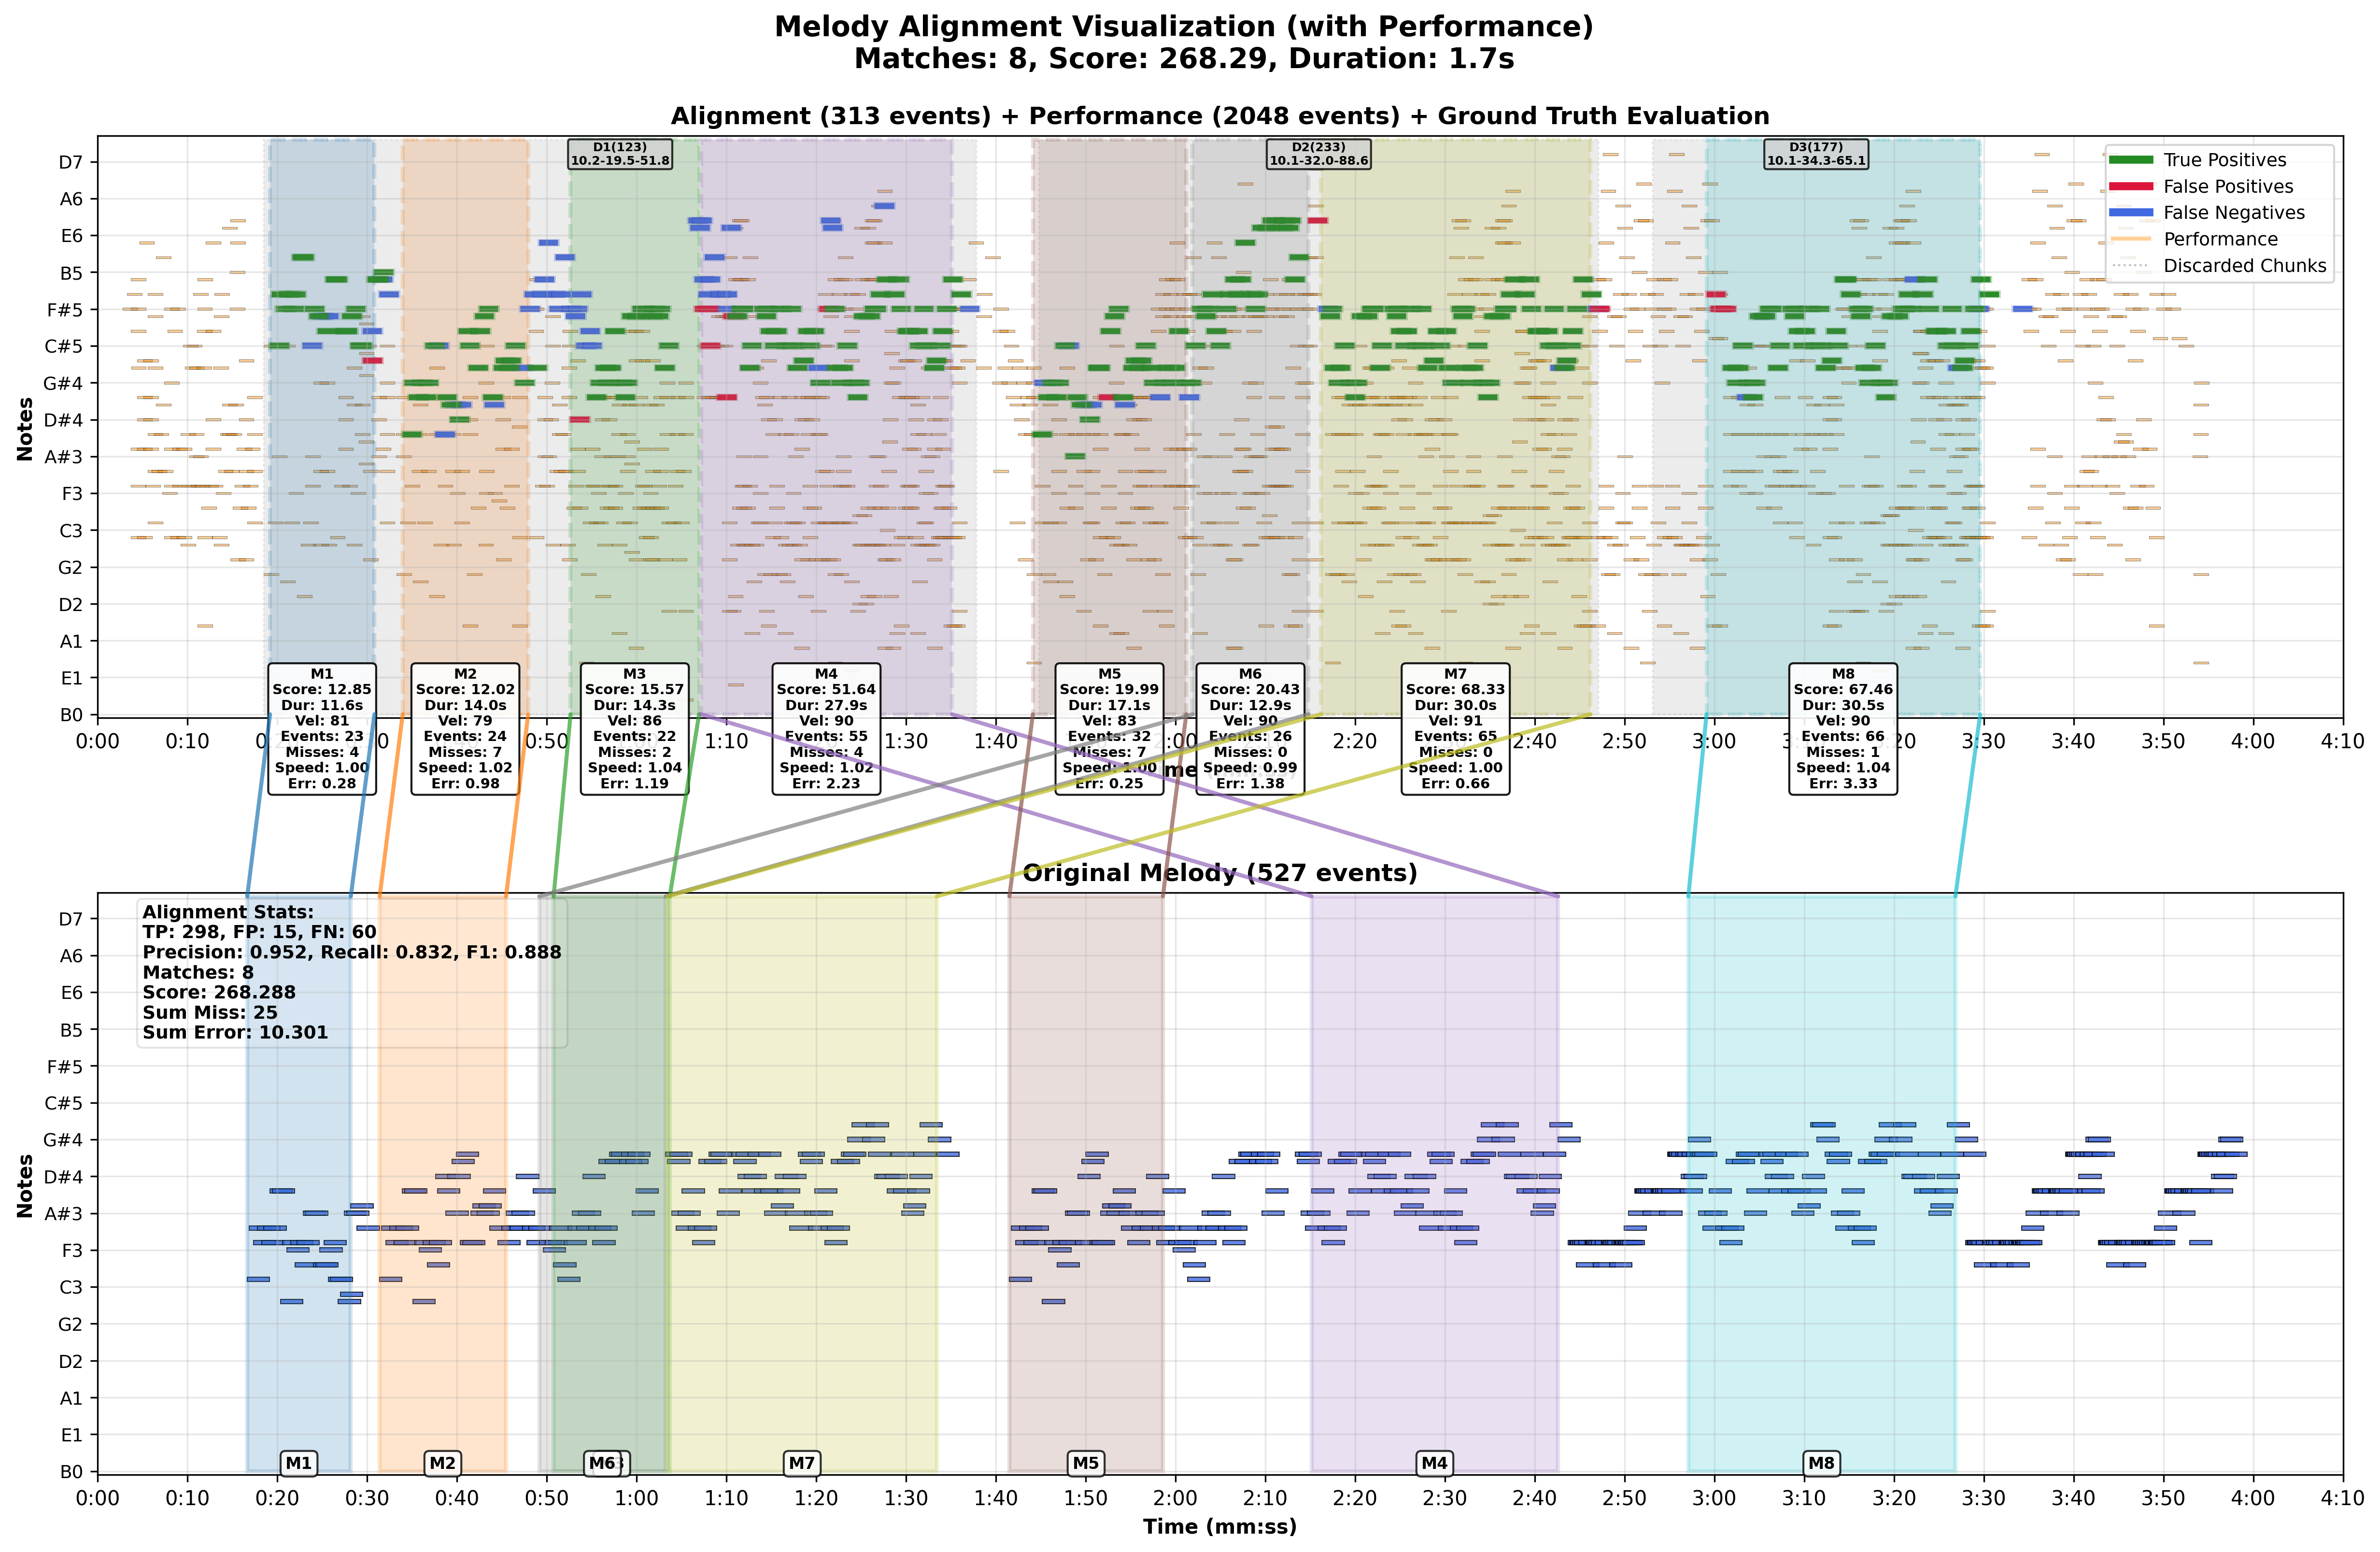 Melody Alignment Visualization (with Performance)
Matches: 8, Score: 268.29, Duration: 1.7s
Alignment (313 events) + Performance (2048 events) + Ground Truth Evaluation
Notes
D7
A6
E6
B5
F#5
C#5
G#4
D#4
A#3
F3
C3
G2
D2
A1
E1
B0
D1(123)
10.2-19.5-51.8
D2(233)
10.1-32.0-88.6
D3(177)
10.1-34.3-65.1
True Positives
False Positives
False Negatives
Performance
Discarded Chunks
M1
Score: 12.85
Dur: 11.6s
Vel: 81
Events: 23
Misses: 4
Speed: 1.00
Err: 0.28
M2
Score: 12.02
Dur: 14.0s
Vel: 79
Events: 24
Misses: 7
Speed: 1.02
Err: 0.98
M3
Score: 15.57
Dur: 14.3s
Vel: 86
Events: 22
Misses: 2
Speed: 1.04
Err: 1.19
M4
Score: 51.64
Dur: 27.9s
Vel: 90
Events: 55
Misses: 4
Speed: 1.02
Err: 2.23
M5
Score: 19.99
Dur: 17.1s
Vel: 83
Events: 32
Misses: 7
Speed: 1.00
Err: 0.25
M6
Score: 20.43
Dur: 12.9s
Vel: 90
Events: 26
Misses: 0
Speed: 0.99
Err: 1.38
M7
Score: 68.33
Dur: 30.0s
Vel: 91
Events: 65
Misses: 0
Speed: 1.00
Err: 0.66
M8
Score: 67.46
Dur: 30.5s
Vel: 90
Events: 66
Misses: 1
Speed: 1.04
Err: 3.33
0:00 0:10 0:50 1:10 1:30 1:40 2:00 2:20 2:40 2:50 3:00 3:30 3:40 3:50 4:00 4:10
Original Melody (527 events)
Notes
D7
A6
E6
B5
F#5
C#5
G#4
D#4
A#3
F3
C3
G2
D2
A1
E1
B0
Alignment Stats:
TP: 298, FP: 15, FN: 60
Precision: 0.952, Recall: 0.832, F1: 0.888
Matches: 8
Score: 268.288
Sum Miss: 25
Sum Error: 10.301
M1 M2 M6 M7 M5 M4 M8
0:00 0:10 0:20 0:30 0:40 0:50 1:00 1:10 1:20 1:30 1:40 1:50 2:00 2:10 2:20 2:30 2:40 2:50 3:00 3:10 3:20 3:30 3:40 3:50 4:00 4:10
Time (mm:ss)